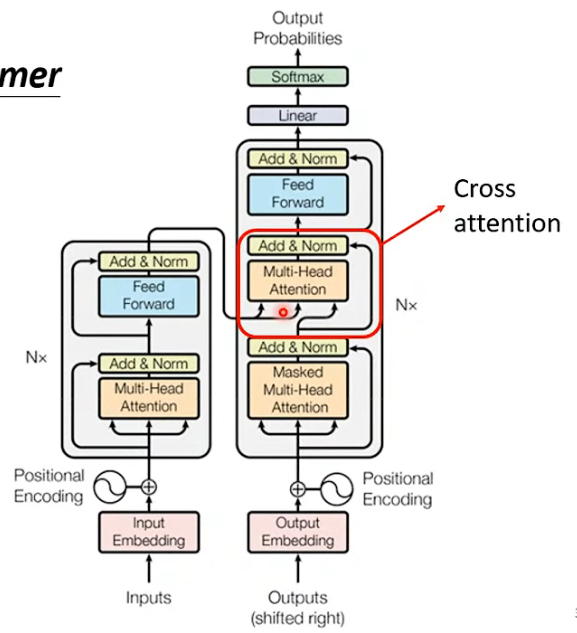 mer
Output
Probabilities
Softmax
Linear
Add & Norm
Feed
Forward
Add & Norm
Multi-Head
Attention
Cross
attention
Nx
Add & Norm
Masked
Multi-Head
Attention
Add & Norm
Feed
Forward
Nx
Add & Norm
Multi-Head
Attention
Positional
Encoding
Positional
Encoding
Input
Embedding
Output
Embedding
Inputs
Outputs
(shifted right)